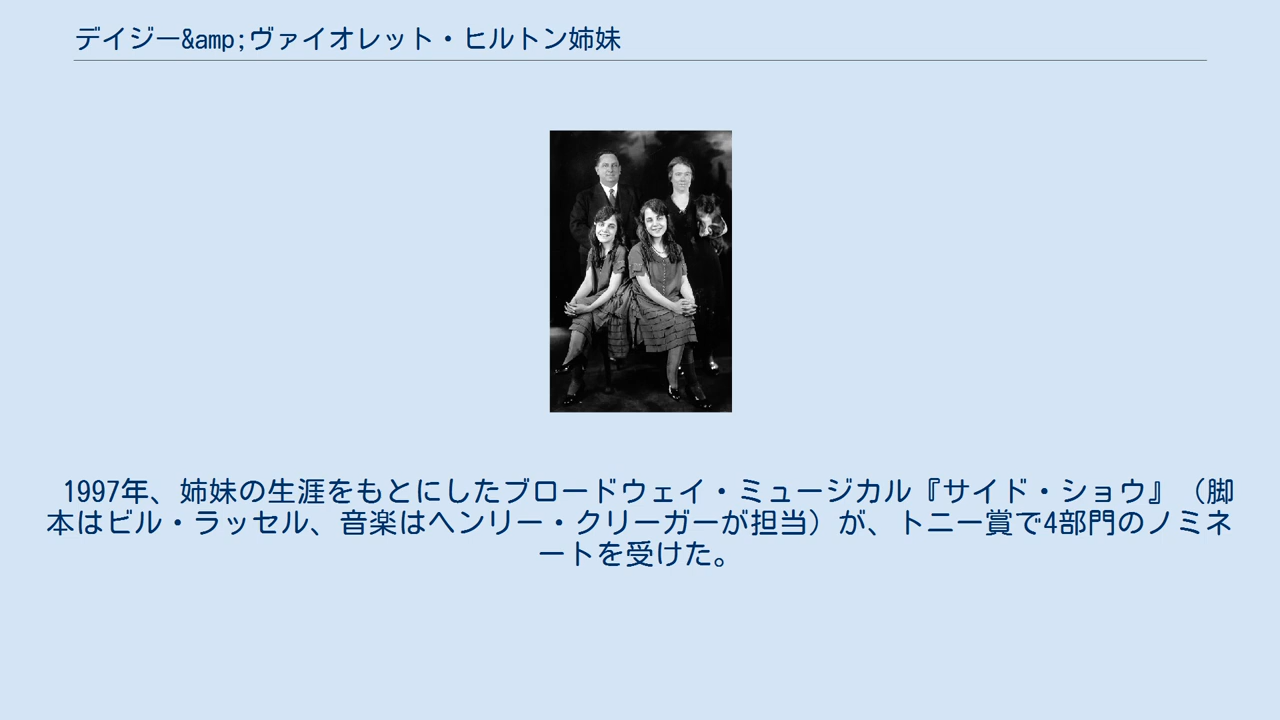 デイジー&amp;ヴァイオレット・ヒルトン姉妹
1997年、姉妹の生涯をもとにしたブロードウェイ・ミュージカル『サイド・ショウ』（脚
本はビル・ラッセル、音楽はヘンリー・クリーガーが担当）が、トニー賞で4部門のノミネ
ートを受けた。